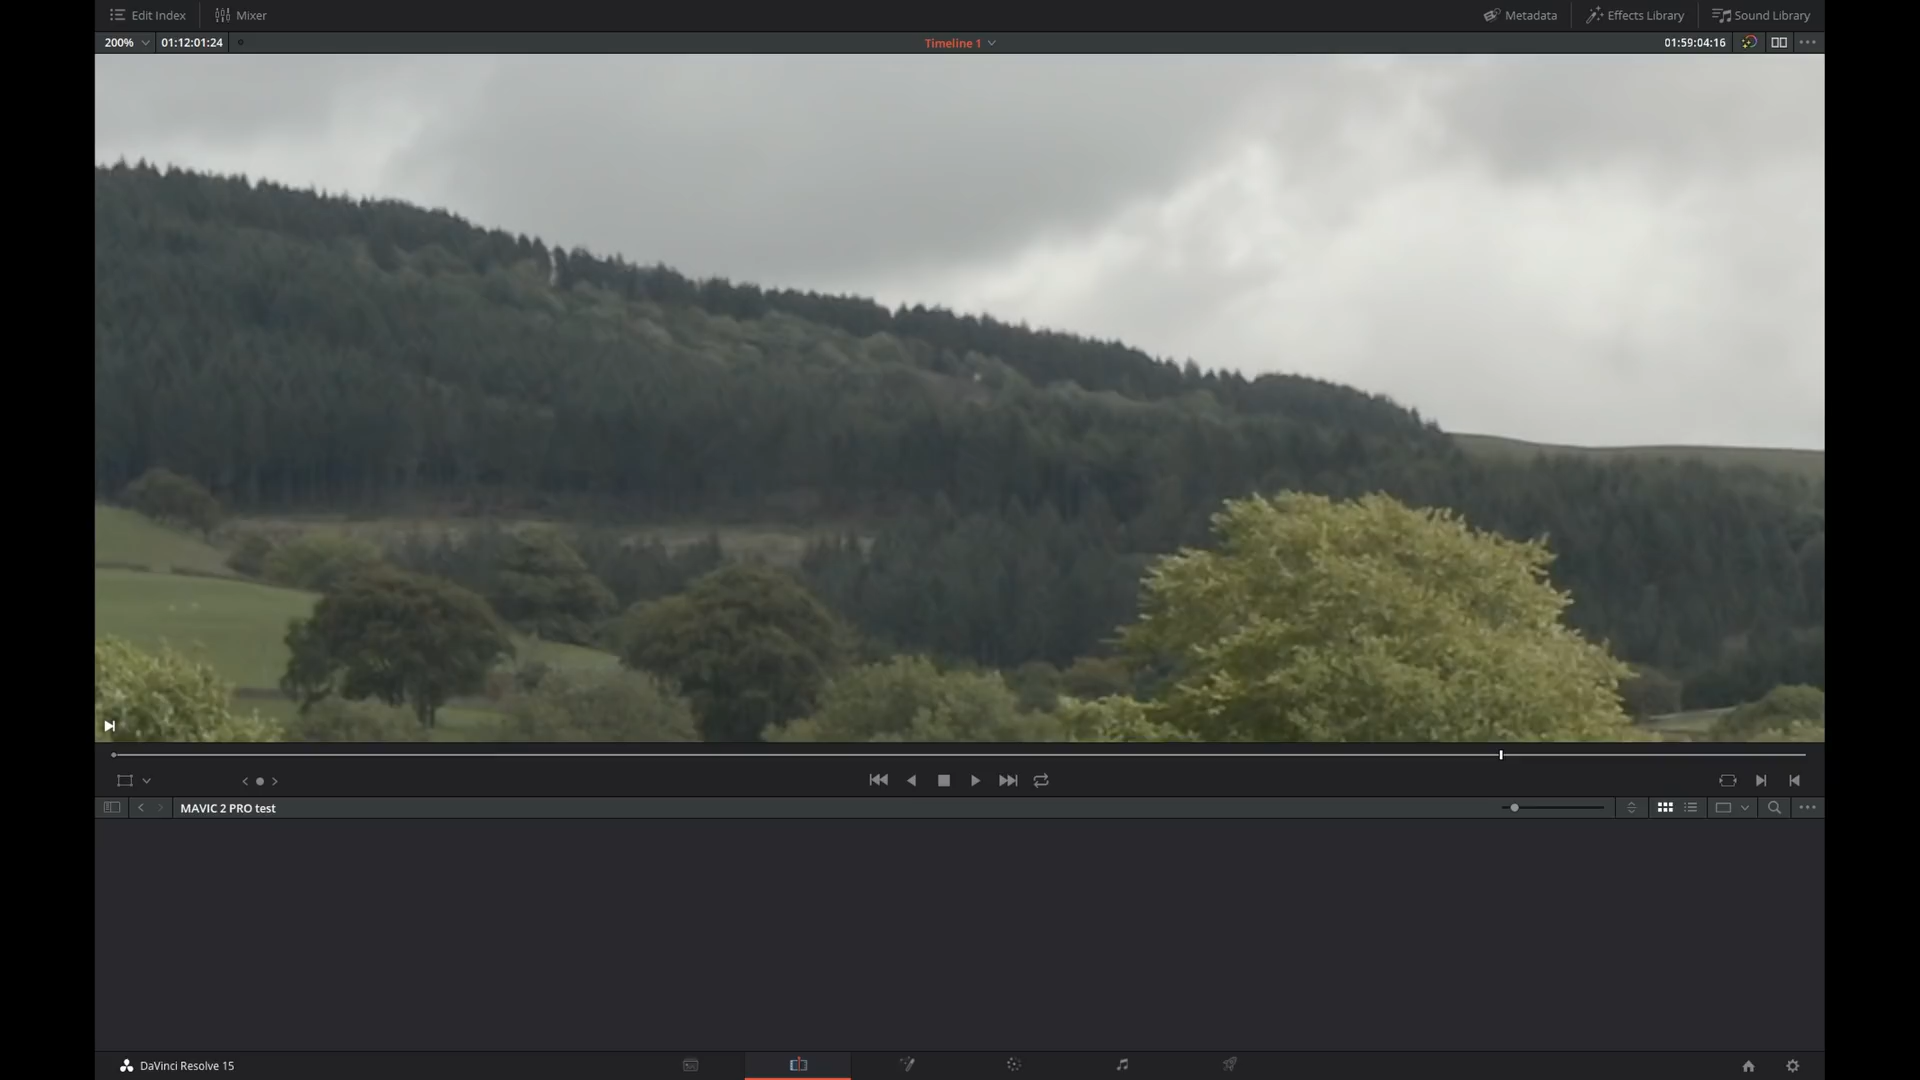 Edit Index
Mixer
Metadata
Effects Library
Sound Library
200%
01:12:01:24
Timeline 1
01:59:04:16
MAVIC 2 PRO test
DaVinci Resolve 15